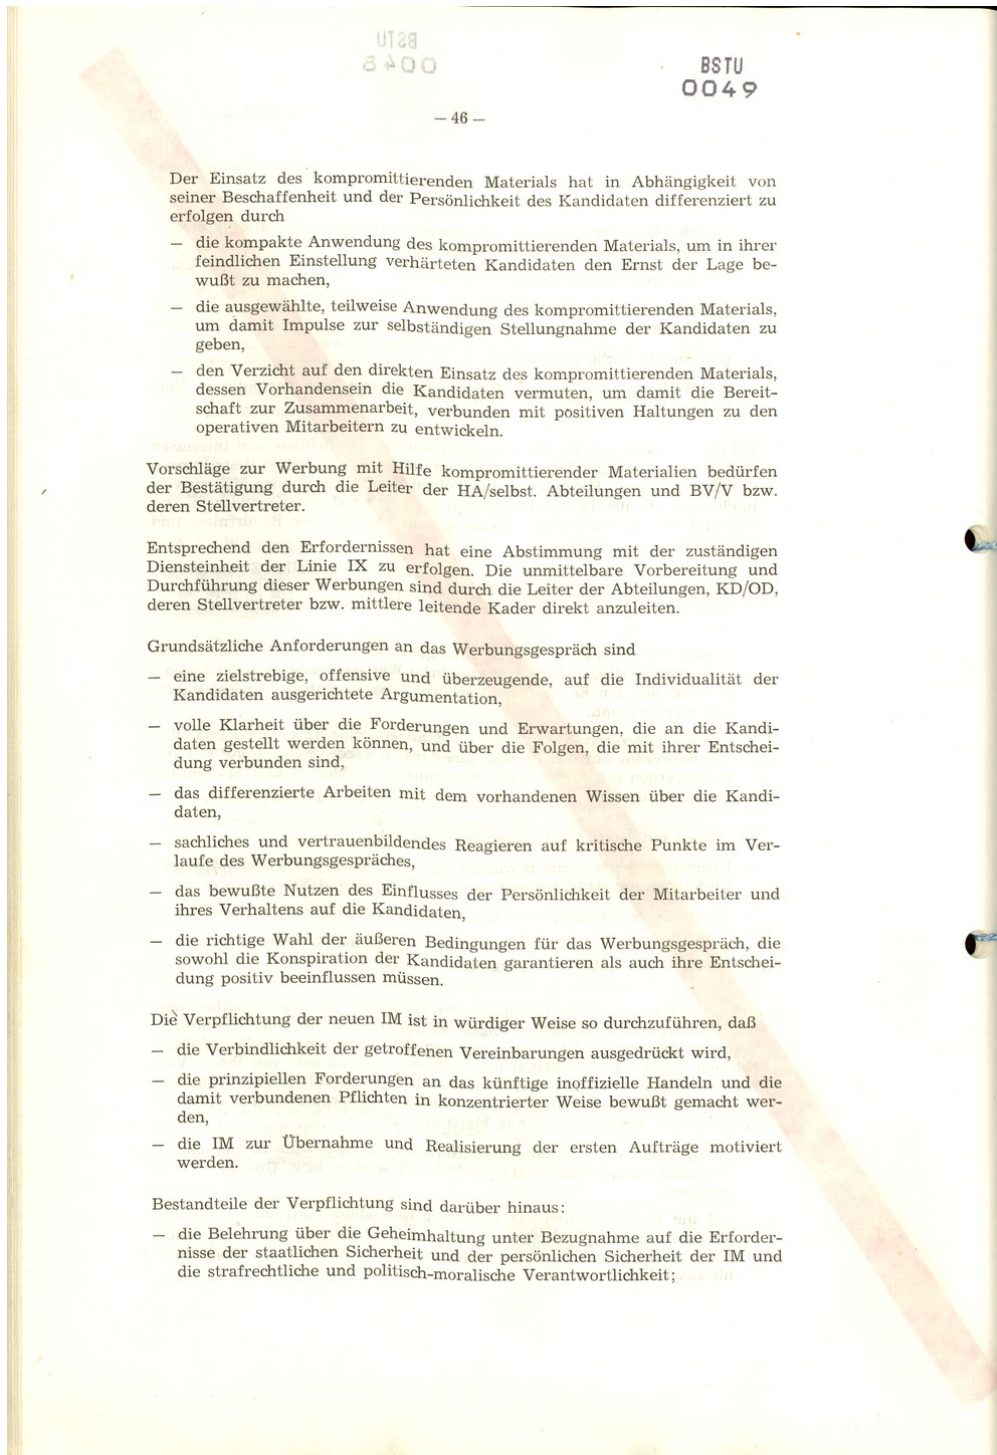 BSTU
0048
BSTU
0049
— 46 —
Der Einsatz des kompromittierenden Materials hat in Abhängigkeit von
seiner Beschaffenheit und der Persönlichkeit des Kandidaten differenziert zu
erfolgen durch
— die kompakte Anwendung des kompromittierenden Materials, um in ihrer
feindlichen Einstellung verhärteten Kandidaten den Ernst der Lage be-
wußt zu machen,
— die ausgewählte, teilweise Anwendung des kompromittierenden Materials,
um damit Impulse zur selbständigen Stellungnahme der Kandidaten zu
geben,
— den Verzicht auf den direkten Einsatz des kompromittierenden Materials,
dessen Vorhandensein die Kandidaten vermuten, um damit die Bereit-
schaft zur Zusammenarbeit, verbunden mit positiven Haltungen zu den
operativen Mitarbeitern zu entwickeln.
Vorschläge zur Werbung mit Hilfe kompromittierender Materialien bedürfen
der Bestätigung durch die Leiter der HA/selbst. Abteilungen und BV/V bzw.
deren Stellvertreter.
Entsprechend den Erfordernissen hat eine Abstimmung mit der zuständigen
Diensteinheit der Linie IX zu erfolgen. Die unmittelbare Vorbereitung und
Durchführung dieser Werbungen sind durch die Leiter der Abteilungen, KD/OD,
deren Stellvertreter bzw. mittlere leitende Kader direkt anzuleiten.
Grundsätzliche Anforderungen an das Werbungsgespräch sind
— eine zielstrebige, offensive und überzeugende, auf die Individualität der
Kandidaten ausgerichtete Argumentation,
— volle Klarheit über die Forderungen und Erwartungen, die an die Kandi-
daten gestellt werden können, und über die Folgen, die mit ihrer Entschei-
dung verbunden sind,
— das differenzierte Arbeiten mit dem vorhandenen Wissen über die Kandi-
daten,
— sachliches und vertrauenbildendes Reagieren auf kritische Punkte im Ver-
laufe des Werbungsgespräches,
— das bewußte Nutzen des Einflusses der Persönlichkeit der Mitarbeiter und
ihres Verhaltens auf die Kandidaten,
— die richtige Wahl der äußeren Bedingungen für das Werbungsgespräch, die
sowohl die Konspiration der Kandidaten garantieren als auch ihre Entschei-
dung positiv beeinflussen müssen.
Die Verpflichtung der neuen IM ist in würdiger Weise so durchzuführen, daß
— die Verbindlichkeit der getroffenen Vereinbarungen ausgedrückt wird,
— die prinzipiellen Forderungen an das künftige inoffizielle Handeln und die
damit verbundenen Pflichten in konzentrierter Weise bewußt gemacht wer-
den,
— die IM zur Übernahme und Realisierung der ersten Aufträge motiviert
werden.
Bestandteile der Verpflichtung sind darüber hinaus:
— die Belehrung über die Geheimhaltung unter Bezugnahme auf die Erforder-
nisse der staatlichen Sicherheit und der persönlichen Sicherheit der IM und
die strafrechtliche und politisch-moralische Verantwortlichkeit;